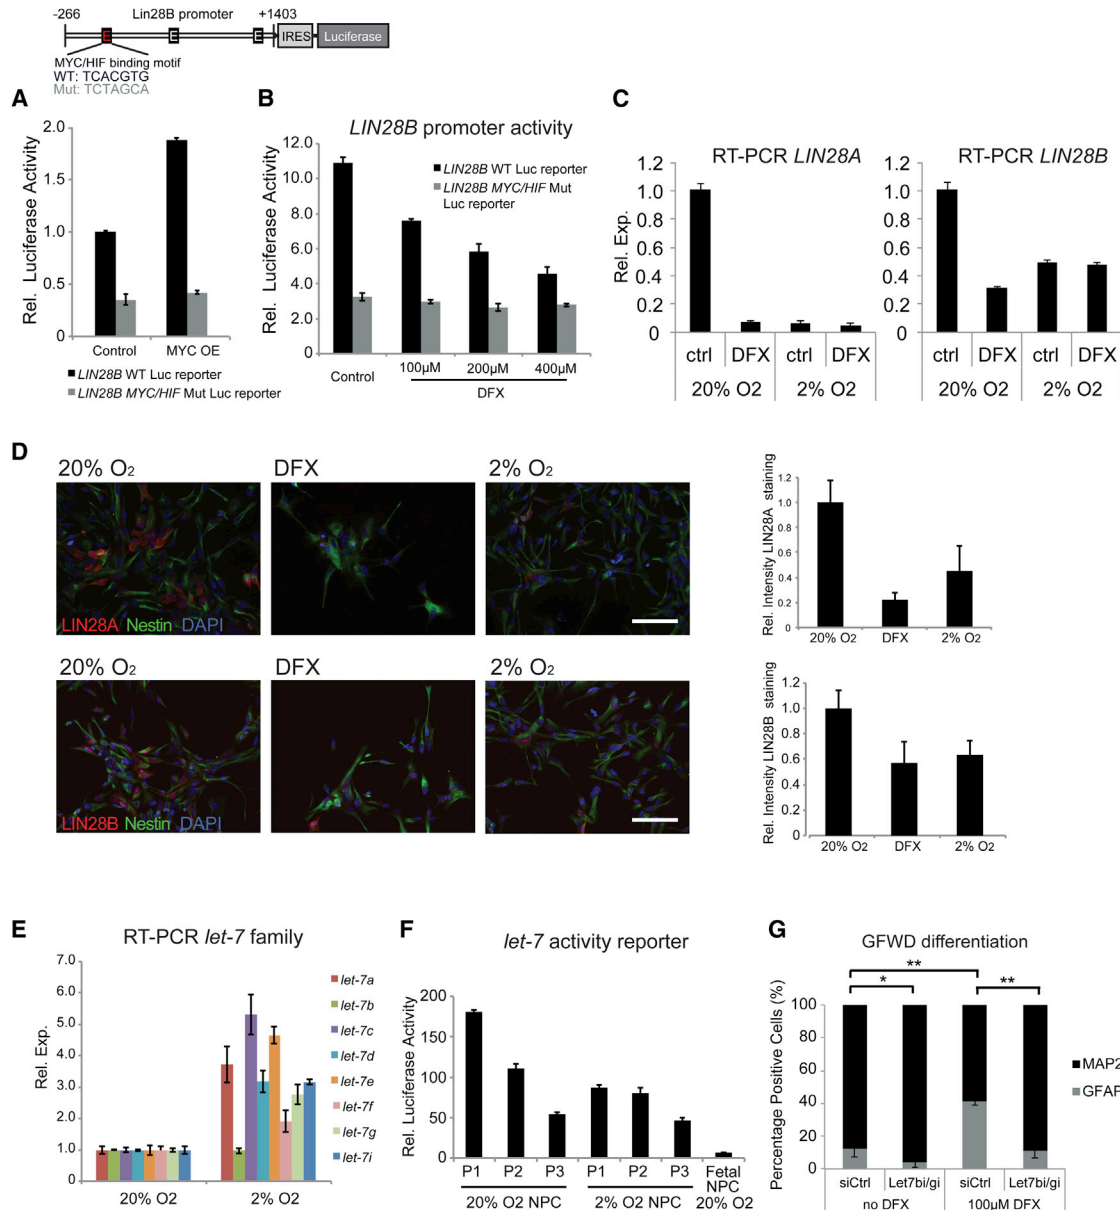 -266 Lin28B promoter +1403
E E E IRES Luciferase
MYC/HIF binding motif
WT: TCACGTG
Mut: TCTAGCA
A
Rel. Luciferase Activity
2.0
1.0
0.5
0
Control MYC OE
LIN28B WT Luc reporter
LIN28B MYC/HIF Mut Luc reporter
B
LIN28B promoter activity
Rel. Luciferase Activity
12.0
10.0
8.0
6.0
4.0
2.0
0
LIN28B WT Luc reporter
LIN28B MYC/HIF Mut
Luc reporter
Control 100µM 200µM 400µM
DFX
C
RT-PCR LIN28A
Rel. Exp.
1.2
1.0
0.8
0.6
0.4
0.2
0
ctrl DFX ctrl DFX
20% O2 2% O2
RT-PCR LIN28B
1.2
1.0
0.8
0.6
0.4
0.2
0
ctrl DFX ctrl DFX
20% O2 2% O2
D
20% O2 DFX 2% O2
LIN28A Nestin DAPI
Rel. Intensity LIN28A staining
1.2
1.0
0.8
0.6
0.4
0.2
0
20% O2 DFX 2% O2
20% O2 DFX 2% O2
LIN28B Nestin DAPI
Rel. Intensity LIN28B staining
1.2
1.0
0.8
0.6
0.4
0.2
0
20% O2 DFX 2% O2
E
RT-PCR let-7 family
Rel. Exp.
7.0
6.0
5.0
4.0
3.0
2.0
1.0
0
20% O2 2% O2
let-7a
let-7b
let-7c
let-7d
let-7e
let-7f
let-7g
let-7i
F
let-7 activity reporter
Rel. Luciferase Activity
200
150
100
50
0
P1 P2 P3 P1 P2 P3 Fetal
NPC
20% O2 NPC 2% O2 NPC 20% O2
G
GFWD differentiation
** 
* **
Percentage Positive Cells (%)
100
80
60
40
20
0
MAP2
GFAP
siCtrl Let7bi/gi siCtrl Let7bi/gi
no DFX 100µM DFX